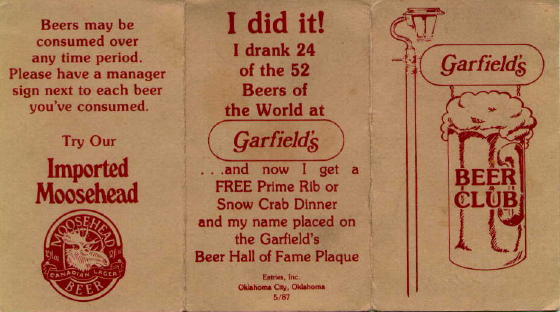 Beers may be
consumed over
any time period.
Please have a manager
sign next to each beer
you've consumed.
Try Our
Imported
Moosehead
MOOSEHEAD
CANADIAN LAGER
BEER
I did it!
I drank 24
of the 52
Beers of
the World at
Garfield's
. . .and now I get a
FREE Prime Rib or
Snow Crab Dinner
and my name placed on
the Garfield's
Beer Hall of Fame Plaque
Eateries, Inc.
Oklahoma City, Oklahoma
5/87
Garfield's
BEER
CLUB